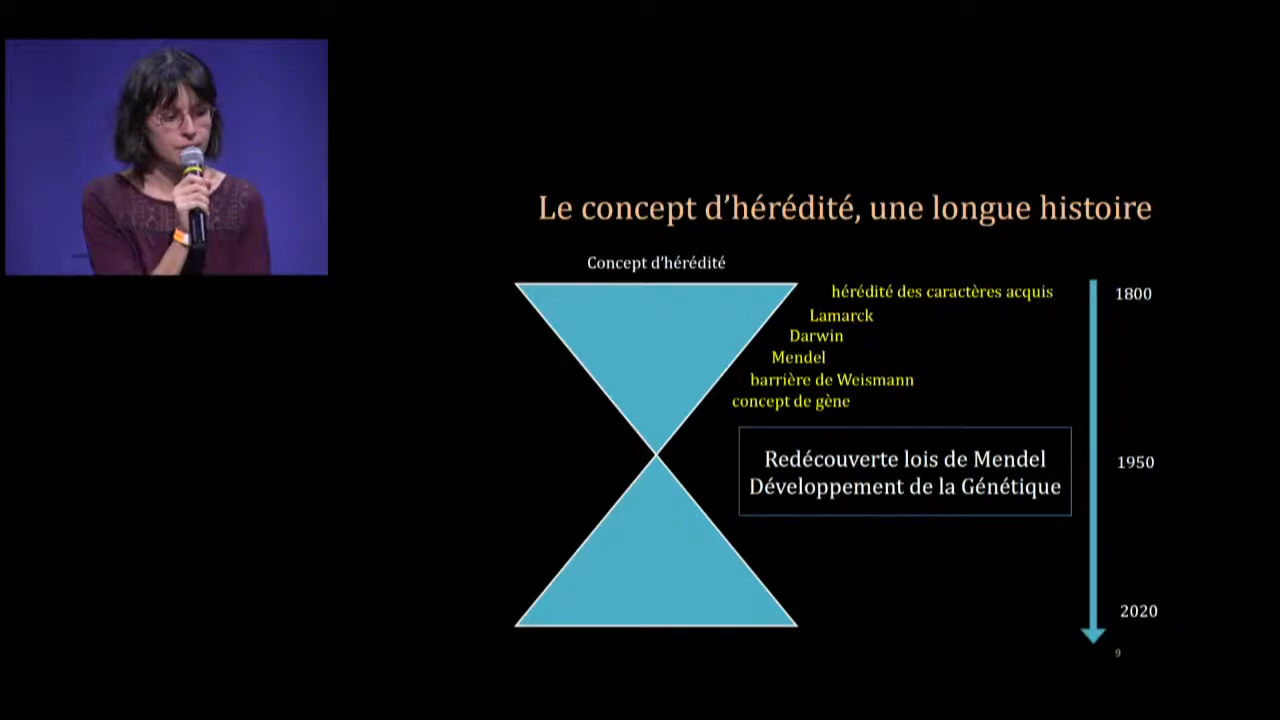 Le concept d’hérédité, une longue histoire
Concept d’hérédité
hérédité des caractères acquis
1800
Lamarck
Darwin
Mendel
barrière de Weismann
concept de gène
Redécouverte lois de Mendel
Développement de la Génétique
1950
2020
9